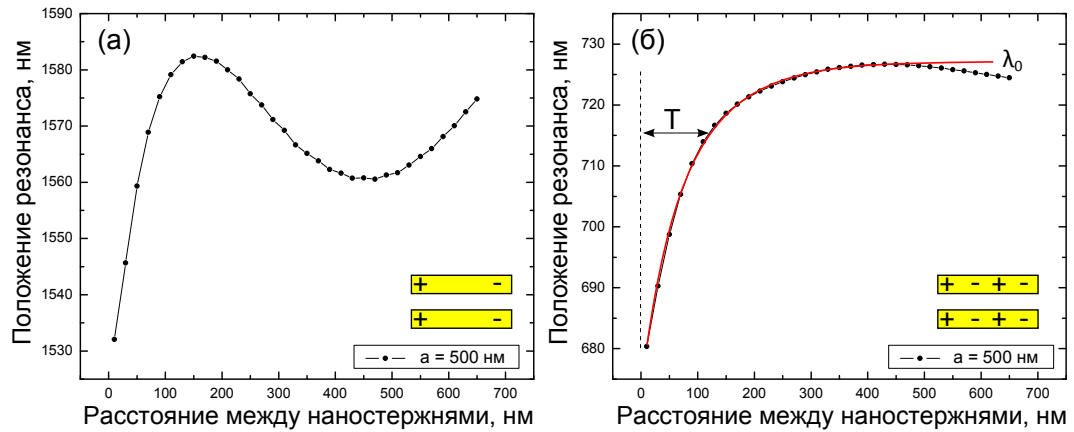 (а)
Положение резонанса, нм
1590
1580
1570
1560
1550
1540
1530
0 100 200 300 400 500 600 700
Расстояние между наностержнями, нм
+ -
+ -
a = 500 нм
(б)
Положение резонанса, нм
730
720
710
700
690
680
0 100 200 300 400 500 600 700
Расстояние между наностержнями, нм
λ₀
T
+ - + -
+ - + -
a = 500 нм